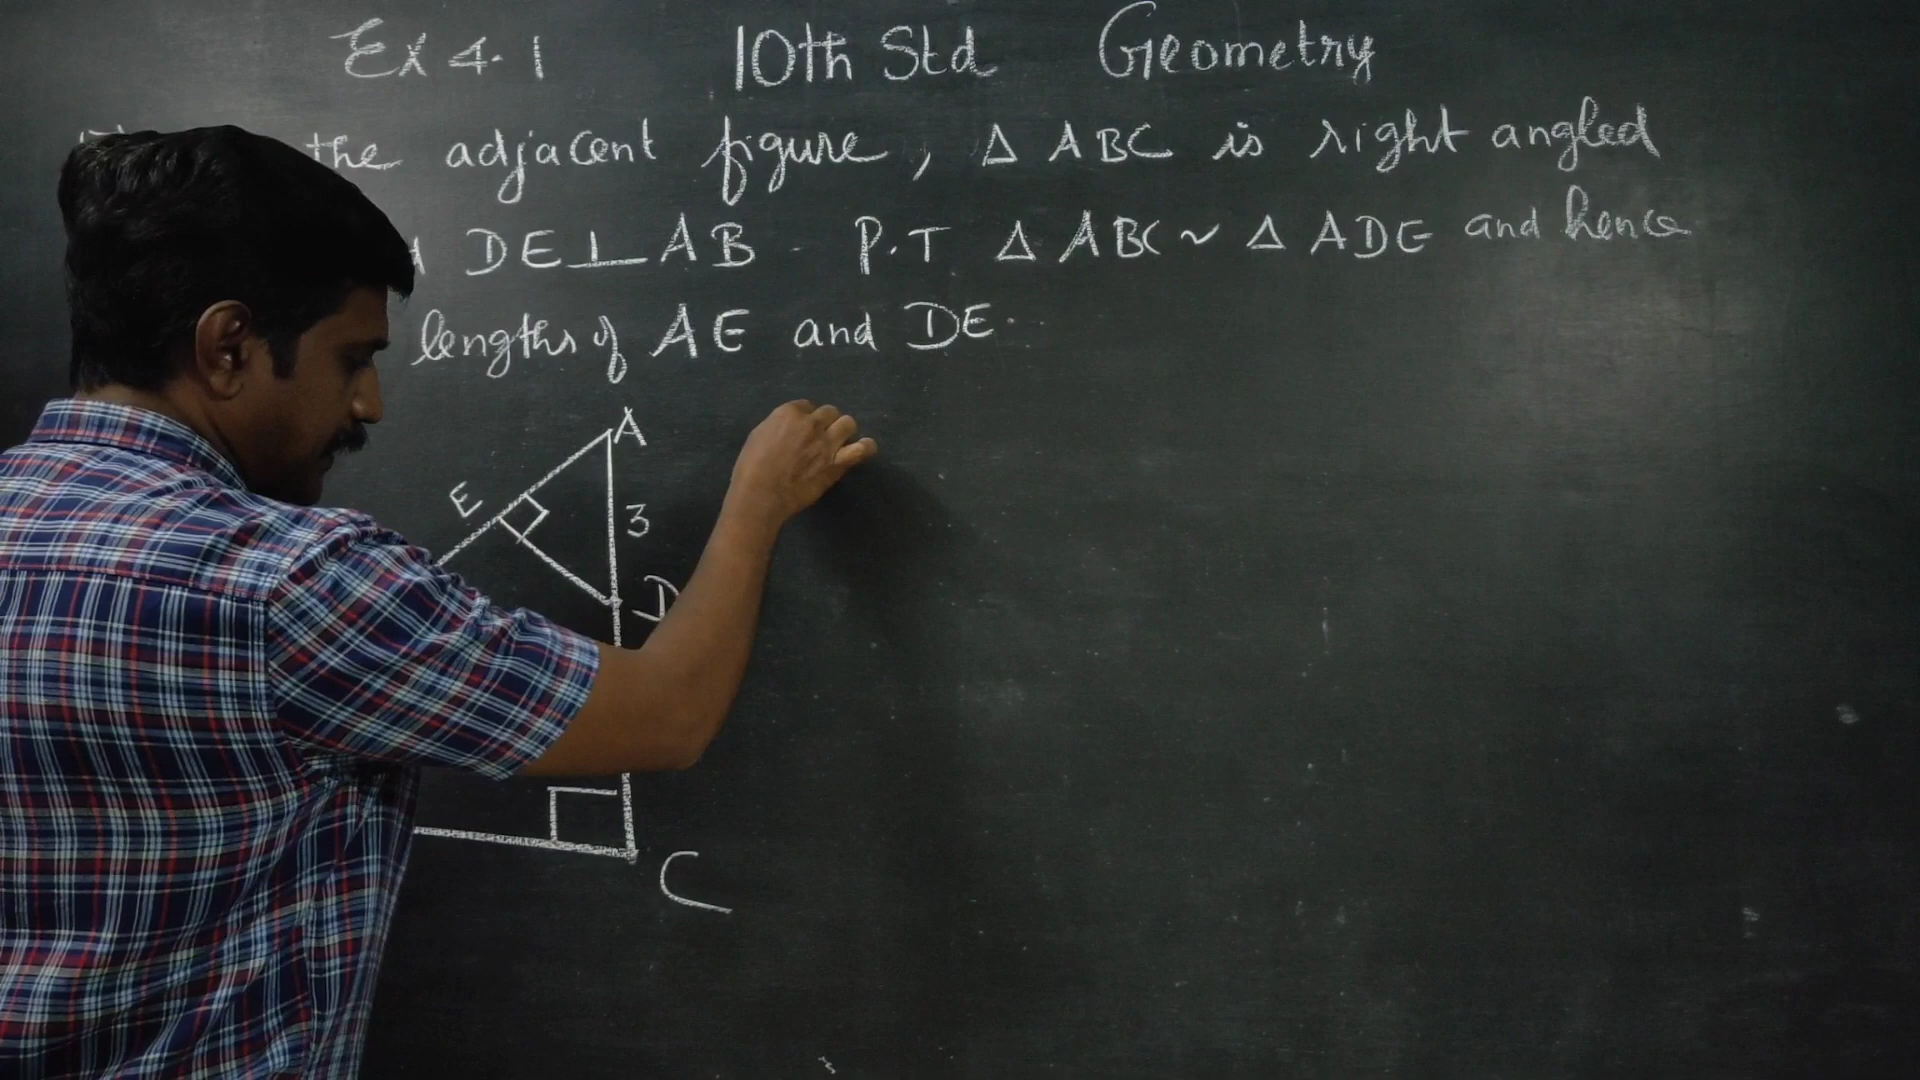 Ex 4.1 10th Std Geometry
the adjacent figure, Δ ABC is right angled
DE⊥AB. P.T Δ ABC ~ Δ ADE and hence
lengths of AE and DE.
A
E
3
D
C